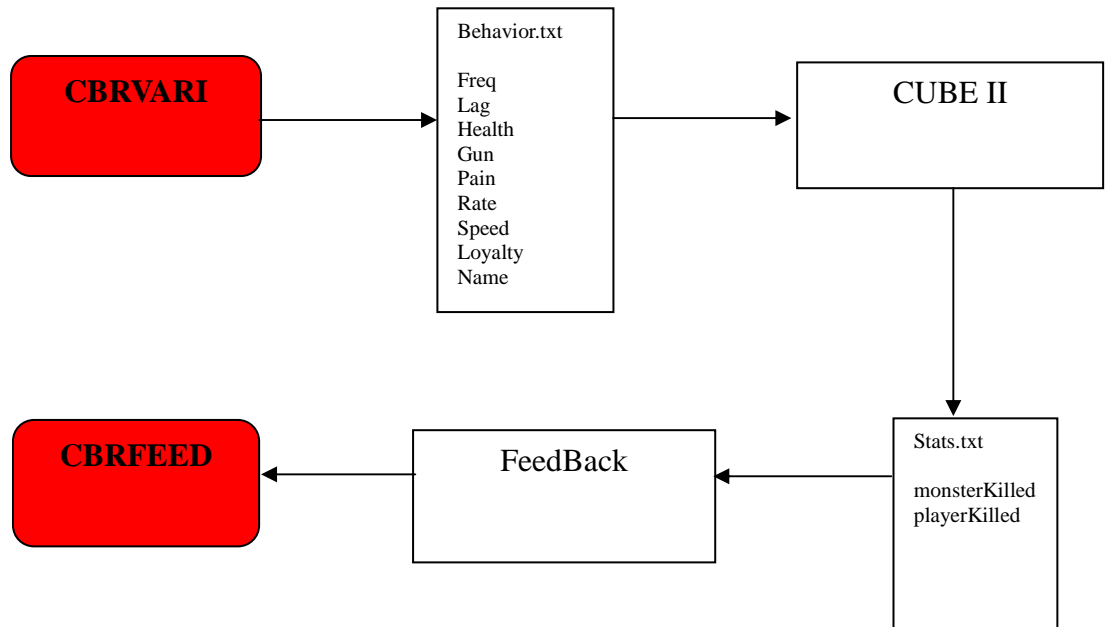 CBRVARI
Behavior.txt
Freq
Lag
Health
Gun
Pain
Rate
Speed
Loyalty
Name
CUBE II
CBRFEED
FeedBack
Stats.txt
monsterKilled
playerKilled